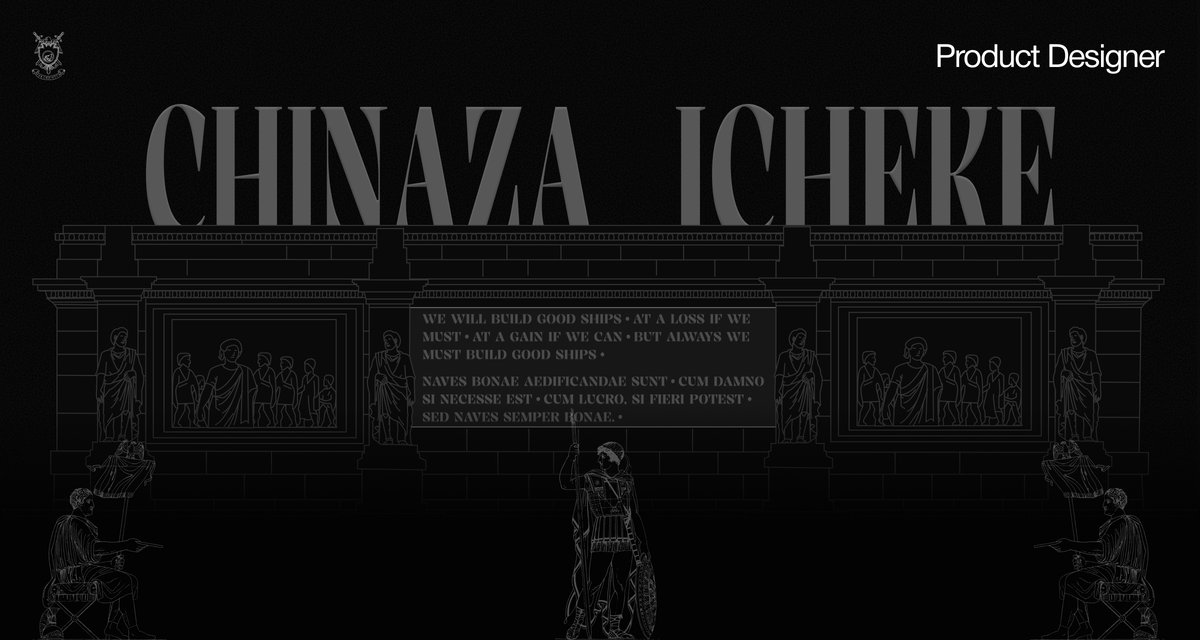 Product Designer
CHINAZA ICHEKE
WE WILL BUILD GOOD SHIPS • AT A LOSS IF WE
MUST • AT A GAIN IF WE CAN • BUT ALWAYS WE
MUST BUILD GOOD SHIPS •
NAVES BONAE AEDIFICANDAE SUNT • CUM DAMNO
SI NECESSE EST • CUM LUCRO, SI FIERI POTEST •
SED NAVES SEMPER BONAE. •